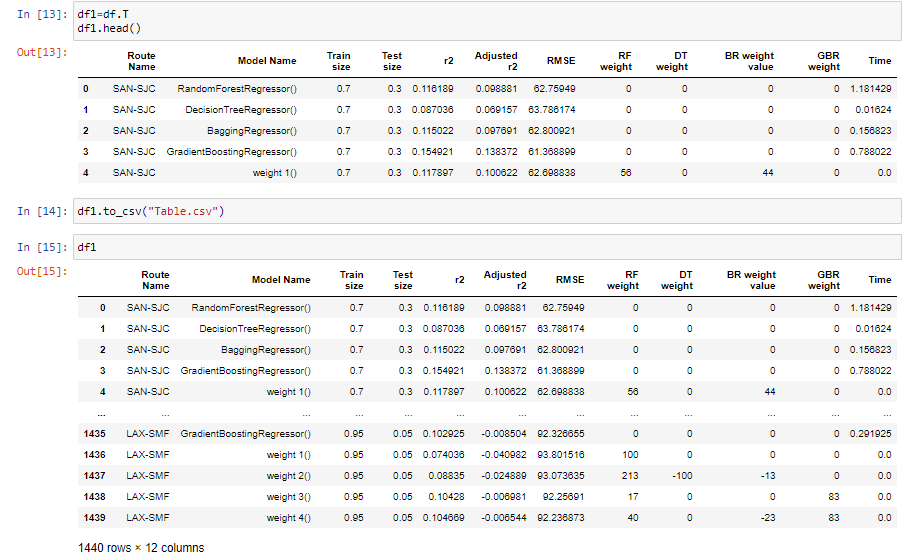 In [13]: df1=df.T
df1.head()
Out[13]:
Route Name Model Name Train size Test size r2 Adjusted r2 RMSE RF weight DT weight BR weight value GBR weight Time
0 SAN-SJC RandomForestRegressor() 0.7 0.3 0.116189 0.098881 62.75949 0 0 0 0 1.181429
1 SAN-SJC DecisionTreeRegressor() 0.7 0.3 0.087036 0.069157 63.786174 0 0 0 0 0.01624
2 SAN-SJC BaggingRegressor() 0.7 0.3 0.115022 0.097691 62.800921 0 0 0 0 0.156823
3 SAN-SJC GradientBoostingRegressor() 0.7 0.3 0.154921 0.138372 61.368899 0 0 0 0 0.788022
4 SAN-SJC weight 1() 0.7 0.3 0.117897 0.100622 62.698838 56 0 44 0 0.0
In [14]: df1.to_csv("Table.csv")
In [15]: df1
Out[15]:
Route Name Model Name Train size Test size r2 Adjusted r2 RMSE RF weight DT weight BR weight value GBR weight Time
0 SAN-SJC RandomForestRegressor() 0.7 0.3 0.116189 0.098881 62.75949 0 0 0 0 1.181429
1 SAN-SJC DecisionTreeRegressor() 0.7 0.3 0.087036 0.069157 63.786174 0 0 0 0 0.01624
2 SAN-SJC BaggingRegressor() 0.7 0.3 0.115022 0.097691 62.800921 0 0 0 0 0.156823
3 SAN-SJC GradientBoostingRegressor() 0.7 0.3 0.154921 0.138372 61.368899 0 0 0 0 0.788022
4 SAN-SJC weight 1() 0.7 0.3 0.117897 0.100622 62.698838 56 0 44 0 0.0
... ... ... ... ... ... ... ... ... ... ... ... ...
1435 LAX-SMF GradientBoostingRegressor() 0.95 0.05 0.102925 -0.008504 92.326655 0 0 0 0 0.291925
1436 LAX-SMF weight 1() 0.95 0.05 0.074036 -0.040982 93.801516 100 0 0 0 0.0
1437 LAX-SMF weight 2() 0.95 0.05 0.08835 -0.024889 93.073635 213 -100 -13 0 0.0
1438 LAX-SMF weight 3() 0.95 0.05 0.10428 -0.006981 92.25691 17 0 0 83 0.0
1439 LAX-SMF weight 4() 0.95 0.05 0.104669 -0.006544 92.236873 40 0 -23 83 0.0
1440 rows × 12 columns